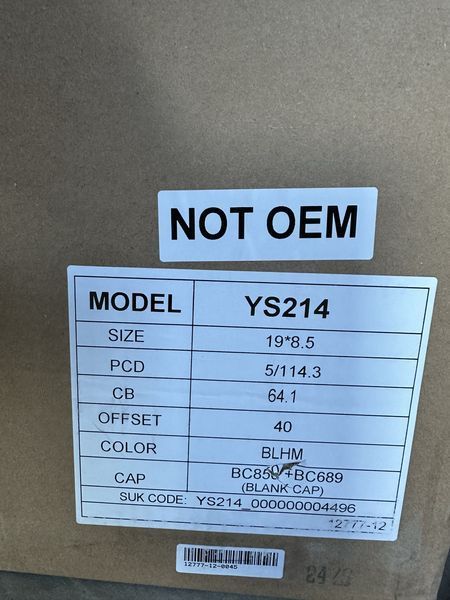 NOT OEM
MODEL YS214
SIZE 19*8.5
PCD 5/114.3
CB 64.1
OFFSET 40
COLOR BLHM
CAP BC850+BC689
(BLANK CAP)
SUK CODE: YS214_000000004496
12777-12
12777-12-0045